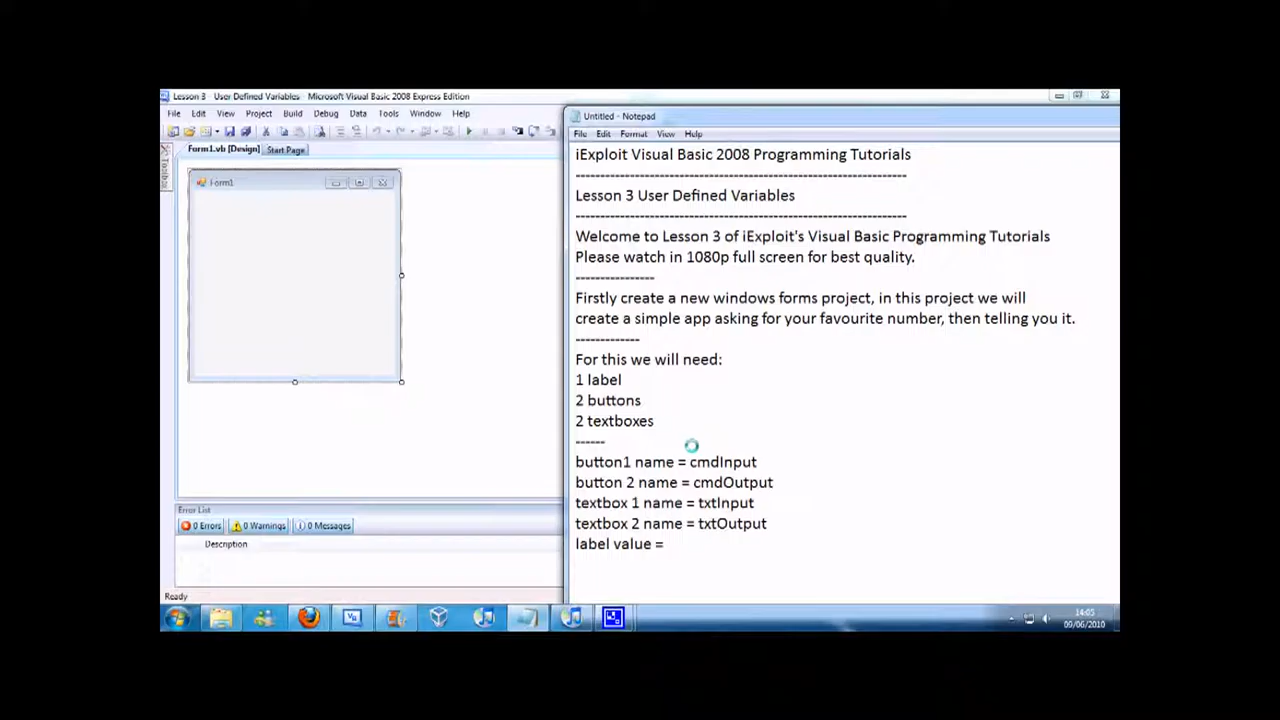 Lesson 3 - User Defined Variables - Microsoft Visual Basic 2008 Express Edition
File Edit View Project Build Debug Data Tools Window Help
Form1.vb [Design] Start Page
Toolbox
Form1
Error List
0 Errors 0 Warnings 0 Messages
Description
Ready
Untitled - Notepad
File Edit Format View Help
iExploit Visual Basic 2008 Programming Tutorials
--------------------------------------------------------------------
Lesson 3 User Defined Variables
--------------------------------------------------------------------
Welcome to Lesson 3 of iExploit's Visual Basic Programming Tutorials
Please watch in 1080p full screen for best quality.
----------------
Firstly create a new windows forms project, in this project we will
create a simple app asking for your favourite number, then telling you it.
-------------
For this we will need:
1 label
2 buttons
2 textboxes
------
button1 name = cmdInput
button 2 name = cmdOutput
textbox 1 name = txtInput
textbox 2 name = txtOutput
label value =
14:05
09/06/2010